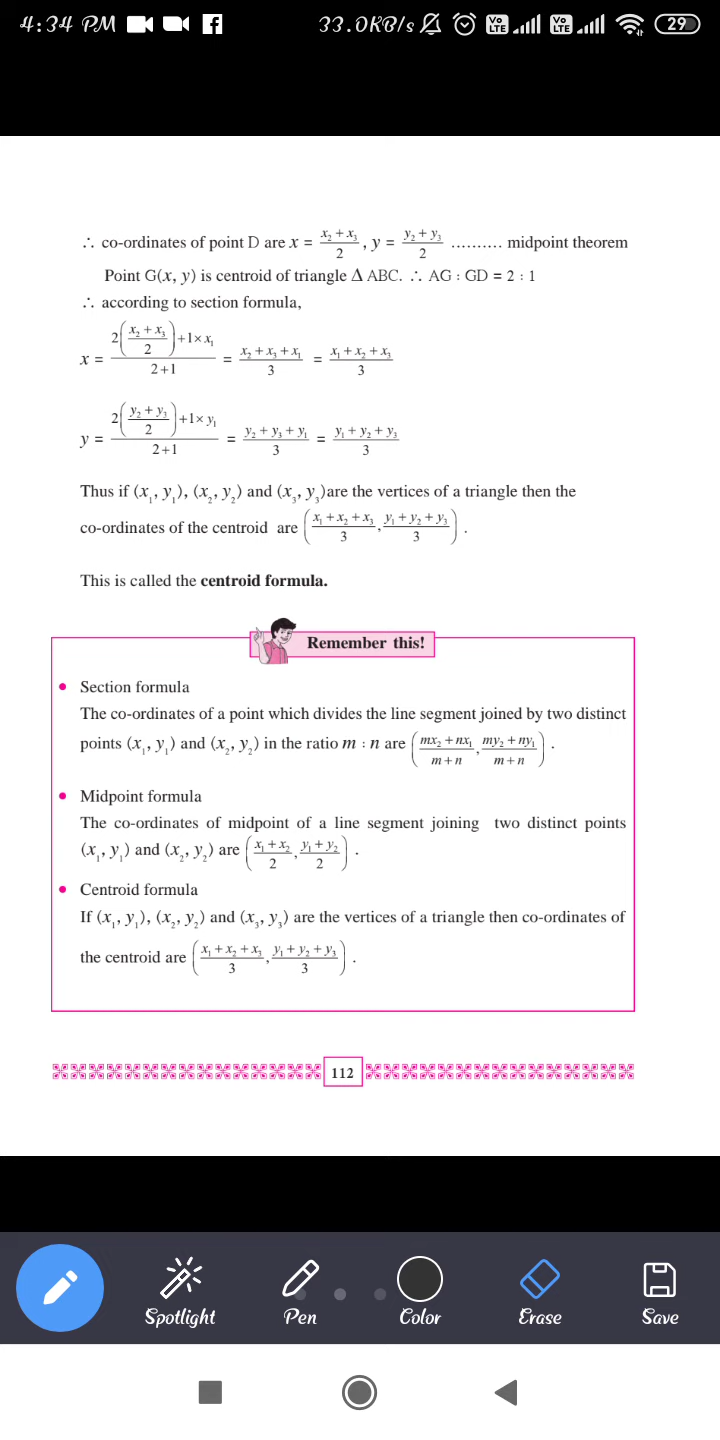 4:34 PM 33.0KB/s Vo LTE Vo LTE 29
∴ co-ordinates of point D are x = (x₂ + x₃)/2 , y = (y₂ + y₃)/2 .......... midpoint theorem
Point G(x, y) is centroid of triangle Δ ABC. ∴ AG : GD = 2 : 1
∴ according to section formula,
x = (2((x₂ + x₃)/2) +1× x₁)/(2+1) = (x₂ + x₃ + x₁)/3 = (x₁ + x₂ + x₃)/3
y = (2((y₂ + y₃)/2) +1× y₁)/(2+1) = (y₂ + y₃ + y₁)/3 = (y₁ + y₂ + y₃)/3
Thus if (x₁, y₁), (x₂, y₂) and (x₃, y₃)are the vertices of a triangle then the
co-ordinates of the centroid are ((x₁ + x₂ + x₃)/3, (y₁ + y₂ + y₃)/3) .
This is called the centroid formula.
Remember this!
• Section formula
The co-ordinates of a point which divides the line segment joined by two distinct
points (x₁, y₁) and (x₂, y₂) in the ratio m : n are ((mx₂ + nx₁)/(m + n), (my₂ + ny₁)/(m + n)) .
• Midpoint formula
The co-ordinates of midpoint of a line segment joining two distinct points
(x₁, y₁) and (x₂, y₂) are ((x₁ + x₂)/2, (y₁ + y₂)/2) .
• Centroid formula
If (x₁, y₁), (x₂, y₂) and (x₃, y₃) are the vertices of a triangle then co-ordinates of
the centroid are ((x₁ + x₂ + x₃)/3, (y₁ + y₂ + y₃)/3) .
112
Spotlight Pen Color Erase Save